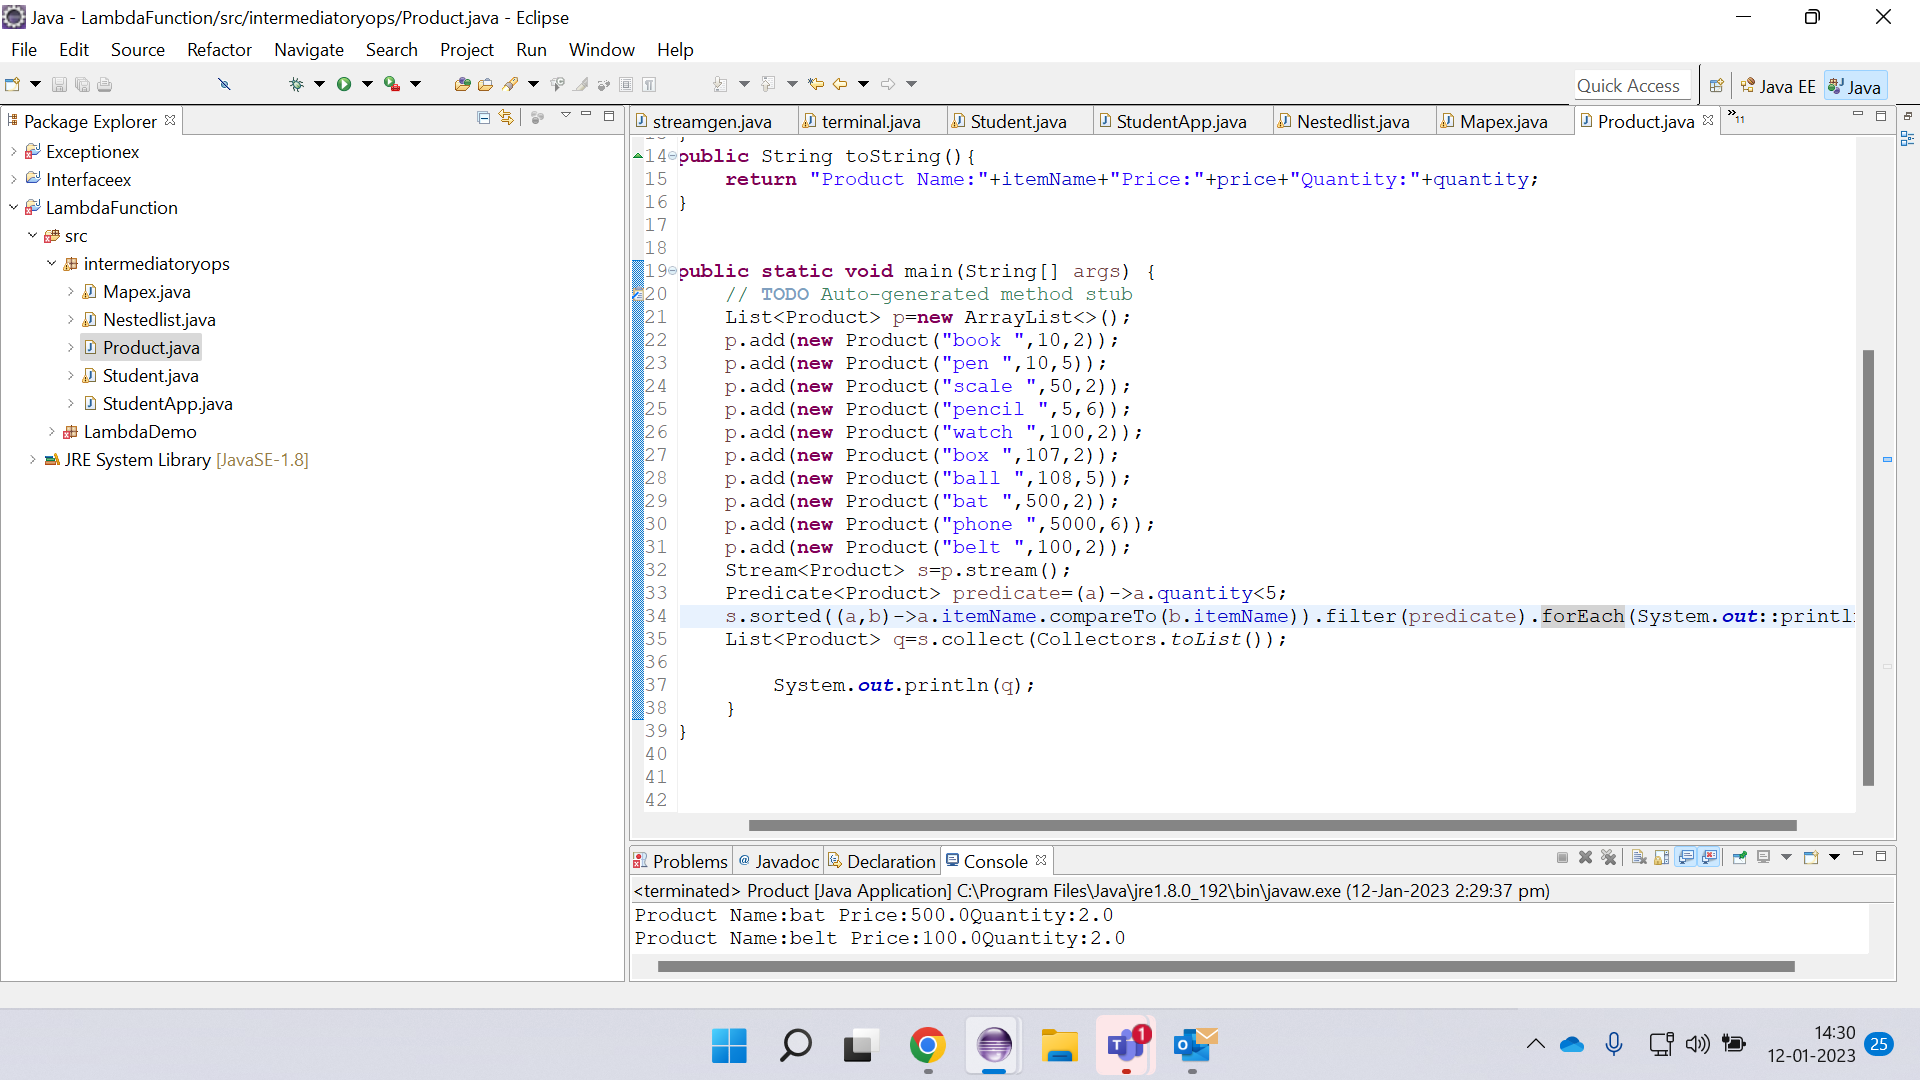 Java - LambdaFunction/src/intermediatoryops/Product.java - Eclipse
File Edit Source Refactor Navigate Search Project Run Window Help
Quick Access Java EE Java
Package Explorer
streamgen.java terminal.java Student.java StudentApp.java Nestedlist.java Mapex.java Product.java »11
Exceptionex
Interfaceex
LambdaFunction
src
intermediatoryops
Mapex.java
Nestedlist.java
Product.java
Student.java
StudentApp.java
LambdaDemo
JRE System Library [JavaSE-1.8]
14 public String toString(){
15 return "Product Name:"+itemName+"Price:"+price+"Quantity:"+quantity;
16 }
17
18
19 public static void main(String[] args) {
20 // TODO Auto-generated method stub
21 List<Product> p=new ArrayList<>();
22 p.add(new Product("book ",10,2));
23 p.add(new Product("pen ",10,5));
24 p.add(new Product("scale ",50,2));
25 p.add(new Product("pencil ",5,6));
26 p.add(new Product("watch ",100,2));
27 p.add(new Product("box ",107,2));
28 p.add(new Product("ball ",108,5));
29 p.add(new Product("bat ",500,2));
30 p.add(new Product("phone ",5000,6));
31 p.add(new Product("belt ",100,2));
32 Stream<Product> s=p.stream();
33 Predicate<Product> predicate=(a)->a.quantity<5;
34 s.sorted((a,b)->a.itemName.compareTo(b.itemName)).filter(predicate).forEach(System.out::printl
35 List<Product> q=s.collect(Collectors.toList());
36
37 System.out.println(q);
38 }
39 }
40
41
42
Problems @ Javadoc Declaration Console
<terminated> Product [Java Application] C:\Program Files\Java\jre1.8.0_192\bin\javaw.exe (12-Jan-2023 2:29:37 pm)
Product Name:bat Price:500.0Quantity:2.0
Product Name:belt Price:100.0Quantity:2.0
1
14:30
12-01-2023
25